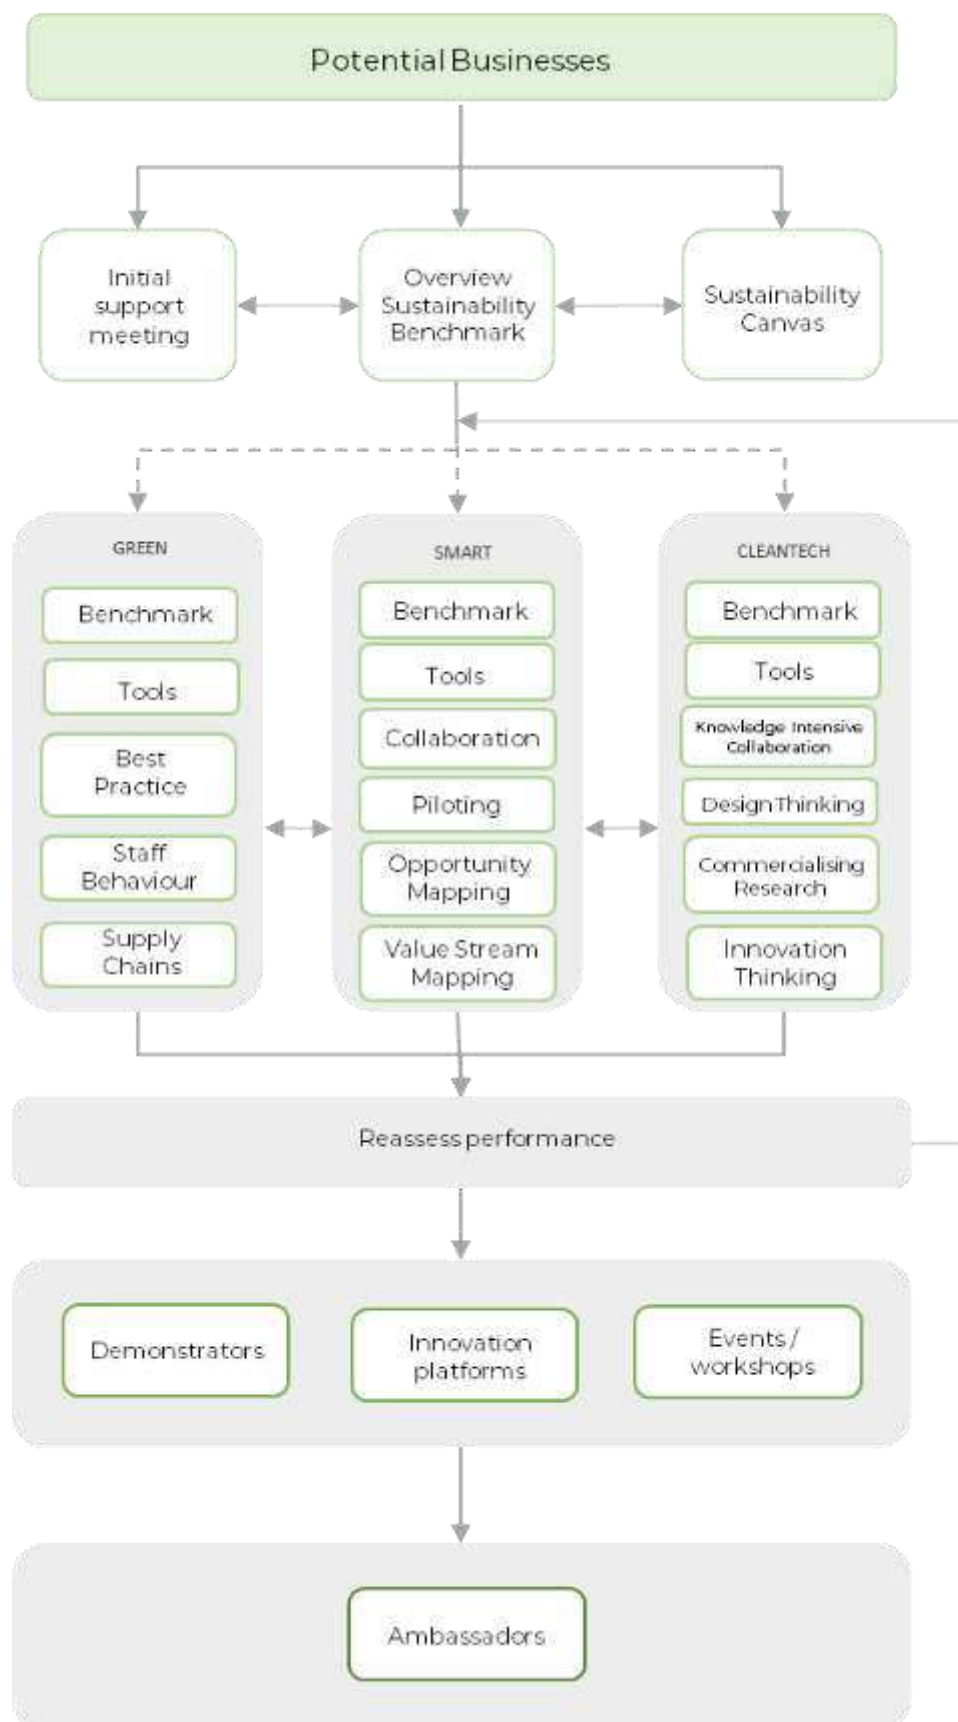 Potential Businesses
Initial
support
meeting
Overview
Sustainability
Benchmark
Sustainability
Canvas
GREEN
Benchmark
Tools
Best
Practice
Staff
Behaviour
Supply
Chains
SMART
Benchmark
Tools
Collaboration
Piloting
Opportunity
Mapping
Value Stream
Mapping
CLEANTECH
Benchmark
Tools
Knowledge Intensive
Collaboration
Design Thinking
Commercialising
Research
Innovation
Thinking
Reassess performance
Demonstrators
Innovation
platforms
Events /
workshops
Ambassadors